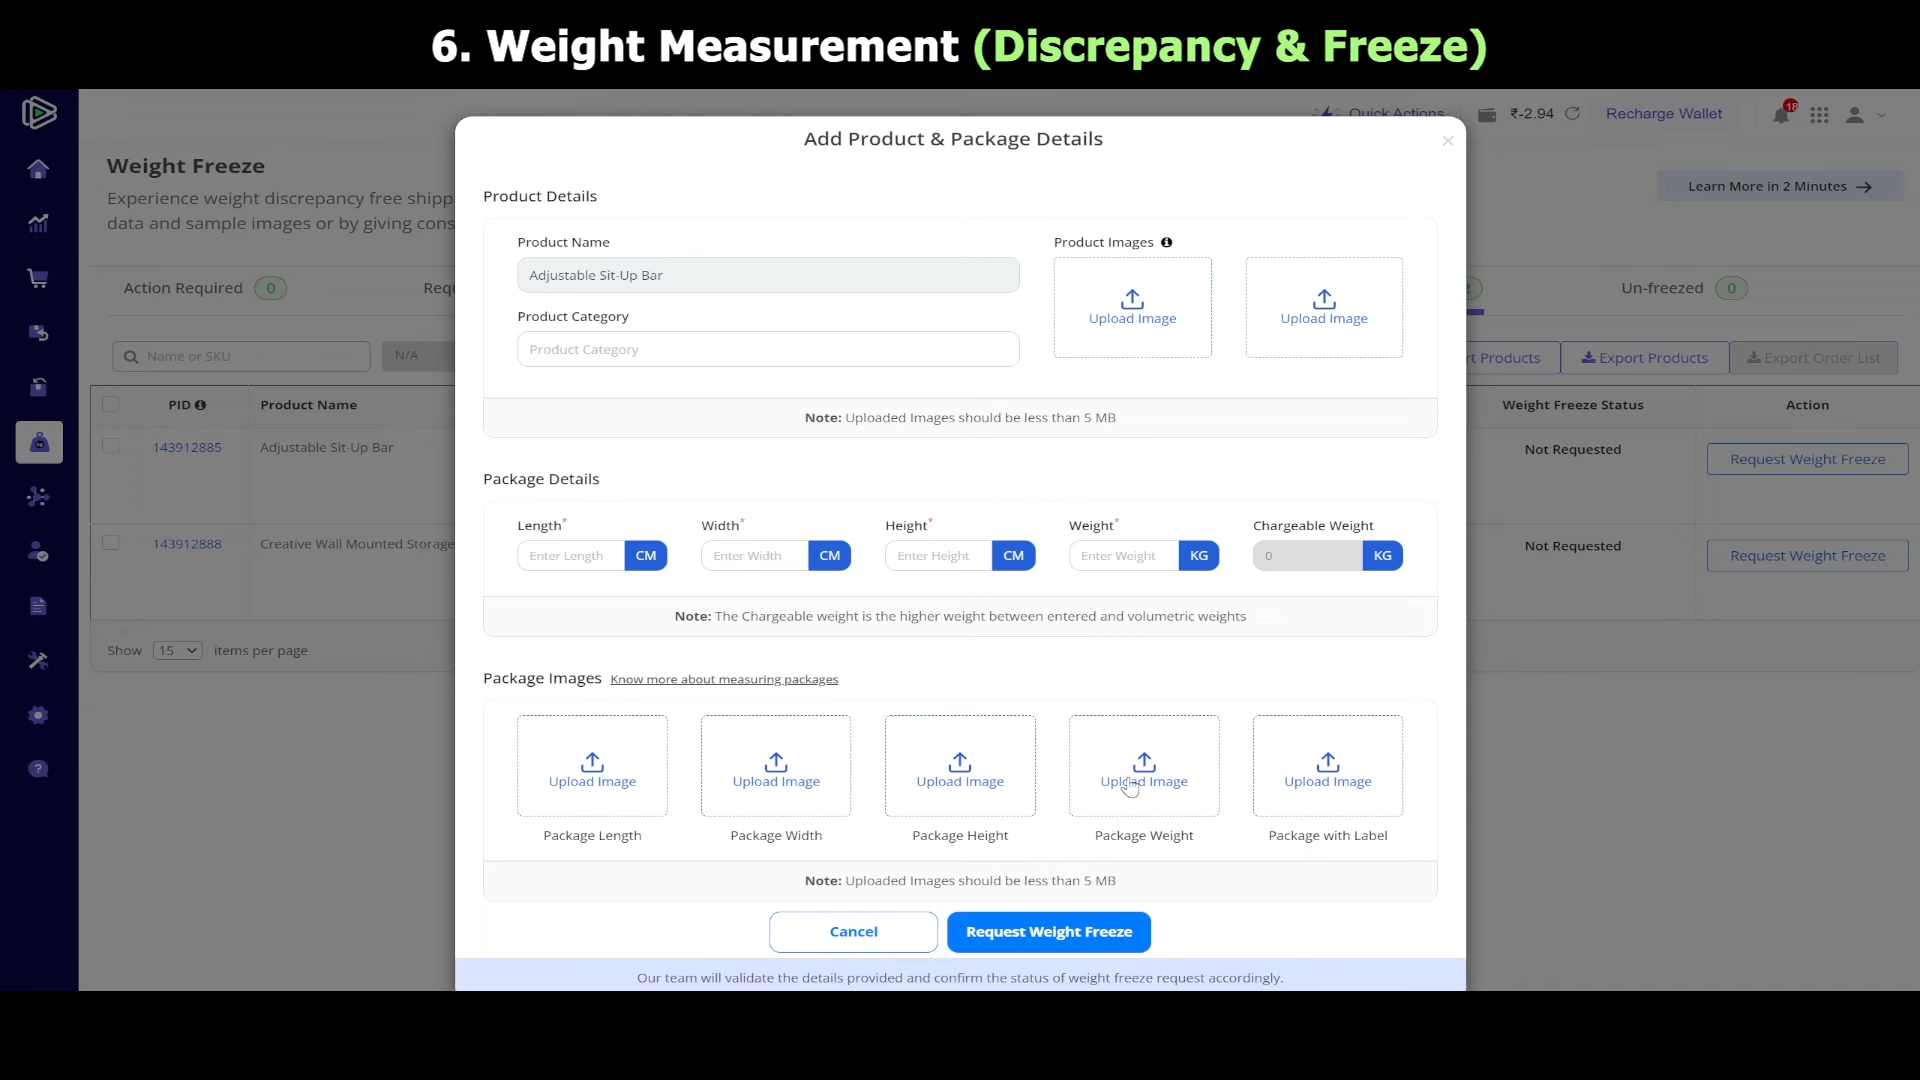 6. Weight Measurement (Discrepancy & Freeze)
Quick Actions
₹-2.94
Recharge Wallet
18
Add Product & Package Details
Weight Freeze
Experience weight discrepancy free shipp
data and sample images or by giving cons
Learn More in 2 Minutes
Action Required 0
Un-freezed 0
Name or SKU
N/A
Products
Export Products
Export Order List
PID
Product Name
Weight Freeze Status
Action
143912885
Adjustable Sit-Up Bar
Not Requested
Request Weight Freeze
143912888
Creative Wall Mounted Storage
Not Requested
Request Weight Freeze
Show 15 items per page
Product Details
Product Name
Adjustable Sit-Up Bar
Product Category
Product Category
Product Images
Upload Image
Upload Image
Note: Uploaded Images should be less than 5 MB
Package Details
Length*
Width*
Height*
Weight*
Chargeable Weight
Enter Length CM
Enter Width CM
Enter Height CM
Enter Weight KG
0 KG
Note: The Chargeable weight is the higher weight between entered and volumetric weights
Package Images Know more about measuring packages
Upload Image
Upload Image
Upload Image
Upload Image
Upload Image
Package Length
Package Width
Package Height
Package Weight
Package with Label
Note: Uploaded Images should be less than 5 MB
Cancel
Request Weight Freeze
Our team will validate the details provided and confirm the status of weight freeze request accordingly.